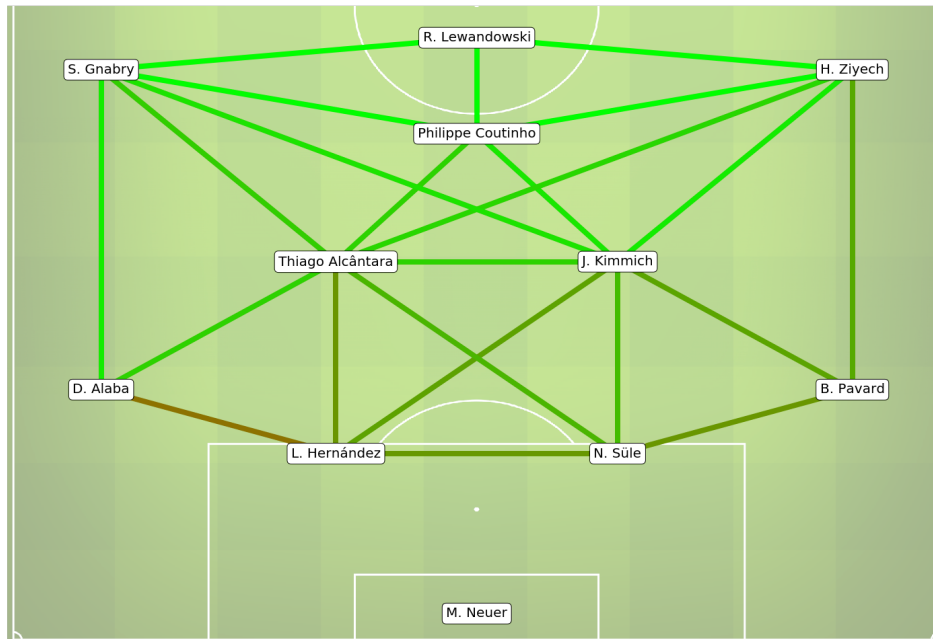 R. Lewandowski
S. Gnabry
H. Ziyech
Philippe Coutinho
Thiago Alcântara
J. Kimmich
D. Alaba
B. Pavard
L. Hernández
N. Süle
M. Neuer